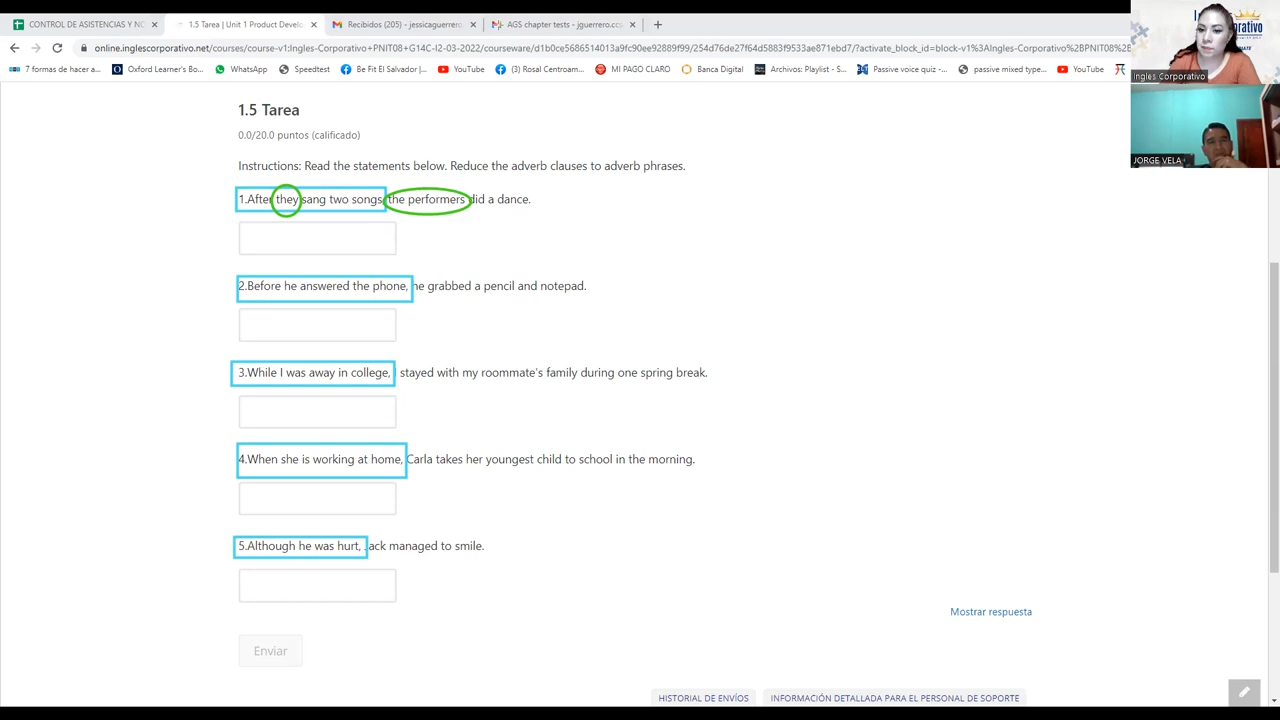 CONTROL DE ASISTENCIAS Y NO
1.5 Tarea | Unit 1 Product Develo
Recibidos (205) - jessicaguerrero
AGS chapter tests - jguerrero.cc
online.inglescorporativo.net/courses/course-v1:Ingles-Corporativo+PNIT08+G14C-I2-03-2022/courseware/d1b0ce5686514013a9fc90ee92889f99/254d76de27f64d5883f9533ae871ebd7/?activate_block_id=block-v1%3AIngles-Corporativo%2BPNIT08%2B
7 formas de hacer a...
Oxford Learner's Bo...
WhatsApp
Speedtest
Be Fit El Salvador |...
YouTube
(3) Rosal Centroam...
MI PAGO CLARO
Banca Digital
Archivos: Playlist - S...
Passive voice quiz -...
passive mixed type...
YouTube
Ingles Corporativo
JORGE VELA
1.5 Tarea
0.0/20.0 puntos (calificado)
Instructions: Read the statements below. Reduce the adverb clauses to adverb phrases.
1.After they sang two songs, the performers did a dance.
2.Before he answered the phone, he grabbed a pencil and notepad.
3.While I was away in college, I stayed with my roommate's family during one spring break.
4.When she is working at home, Carla takes her youngest child to school in the morning.
5.Although he was hurt, Jack managed to smile.
Mostrar respuesta
Enviar
HISTORIAL DE ENVÍOS
INFORMACIÓN DETALLADA PARA EL PERSONAL DE SOPORTE